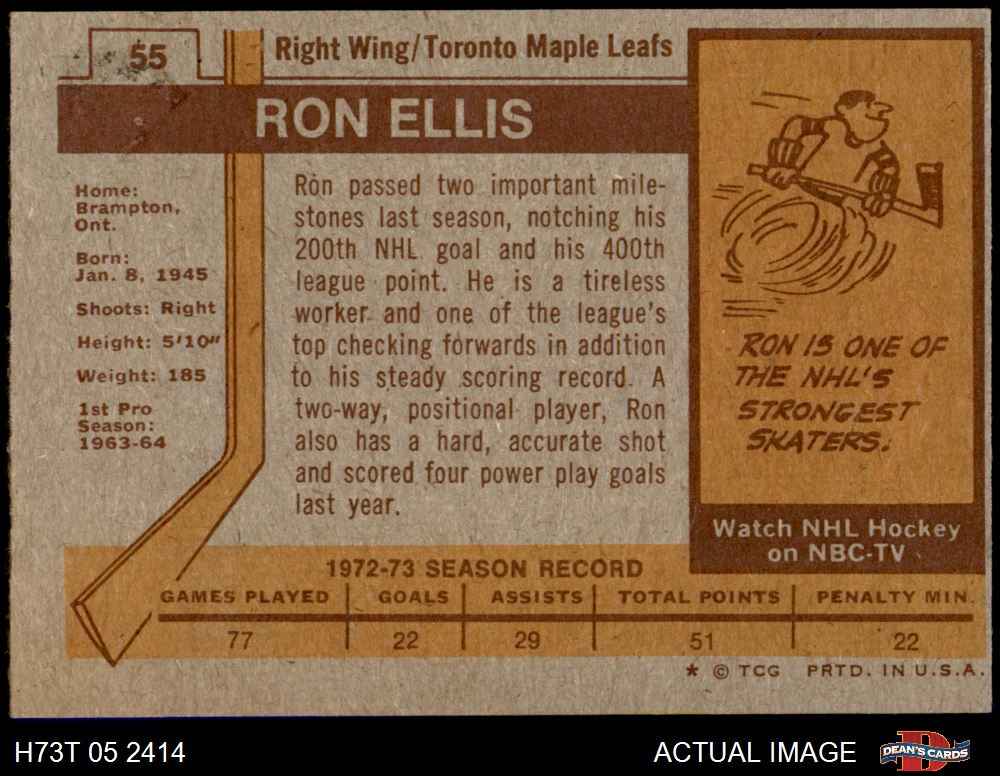 55
Right Wing/Toronto Maple Leafs
RON ELLIS
Home:
Brampton,
Ont.
Born:
Jan. 8, 1945
Shoots: Right
Height: 5'10"
Weight: 185
1st Pro
Season:
1963-64
Ron passed two important mile-
stones last season, notching his
200th NHL goal and his 400th
league point. He is a tireless
worker and one of the league's
top checking forwards in addition
to his steady scoring record. A
two-way, positional player, Ron
also has a hard, accurate shot
and scored four power play goals
last year.
RON IS ONE OF
THE NHL'S
STRONGEST
SKATERS.
Watch NHL Hockey
on NBC-TV
1972-73 SEASON RECORD
GAMES PLAYED GOALS ASSISTS TOTAL POINTS PENALTY MIN.
77 22 29 51 22
* © TCG PRTD. IN U.S.A.
H73T 05 2414 ACTUAL IMAGE DEAN'S CARDS